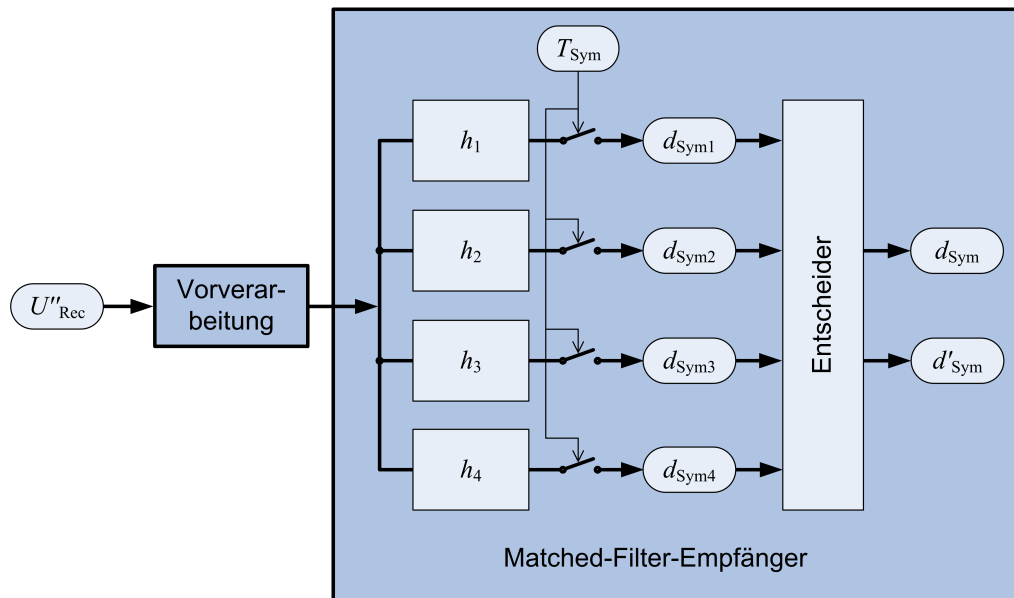 T_Sym
h_1
d_Sym1
h_2
d_Sym2
d_Sym
U''_Rec
Vorverar-
beitung
h_3
d_Sym3
Entscheider
d'_Sym
h_4
d_Sym4
Matched-Filter-Empfänger